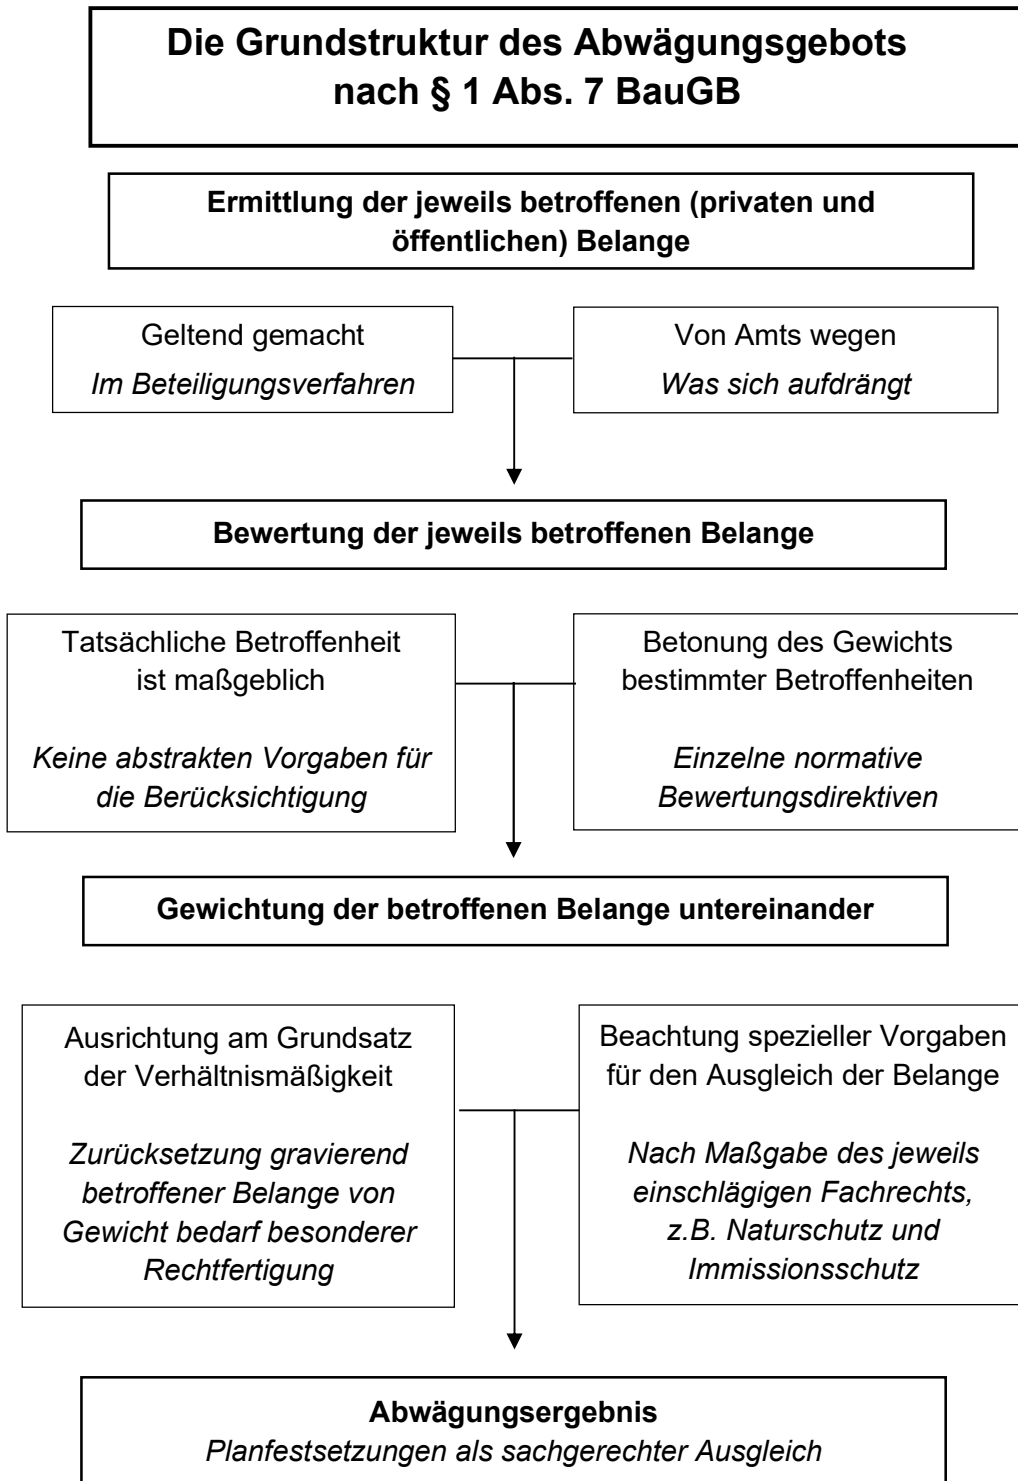 Die Grundstruktur des Abwägungsgebots
nach § 1 Abs. 7 BauGB
Ermittlung der jeweils betroffenen (privaten und
öffentlichen) Belange
Geltend gemacht
Im Beteiligungsverfahren
Von Amts wegen
Was sich aufdrängt
Bewertung der jeweils betroffenen Belange
Tatsächliche Betroffenheit
ist maßgeblich
Keine abstrakten Vorgaben für
die Berücksichtigung
Betonung des Gewichts
bestimmter Betroffenheiten
Einzelne normative
Bewertungsdirektiven
Gewichtung der betroffenen Belange untereinander
Ausrichtung am Grundsatz
der Verhältnismäßigkeit
Zurücksetzung gravierend
betroffener Belange von
Gewicht bedarf besonderer
Rechtfertigung
Beachtung spezieller Vorgaben
für den Ausgleich der Belange
Nach Maßgabe des jeweils
einschlägigen Fachrechts,
z.B. Naturschutz und
Immissionsschutz
Abwägungsergebnis
Planfestsetzungen als sachgerechter Ausgleich